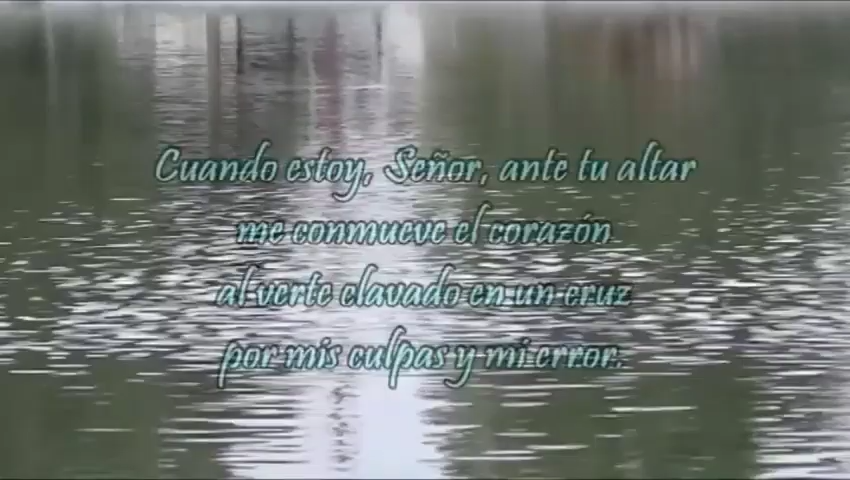 Cuando estoy, Señor, ante tu altar
me conmueve el corazón
al verte clavado en un cruz
por mis culpas y mi error.